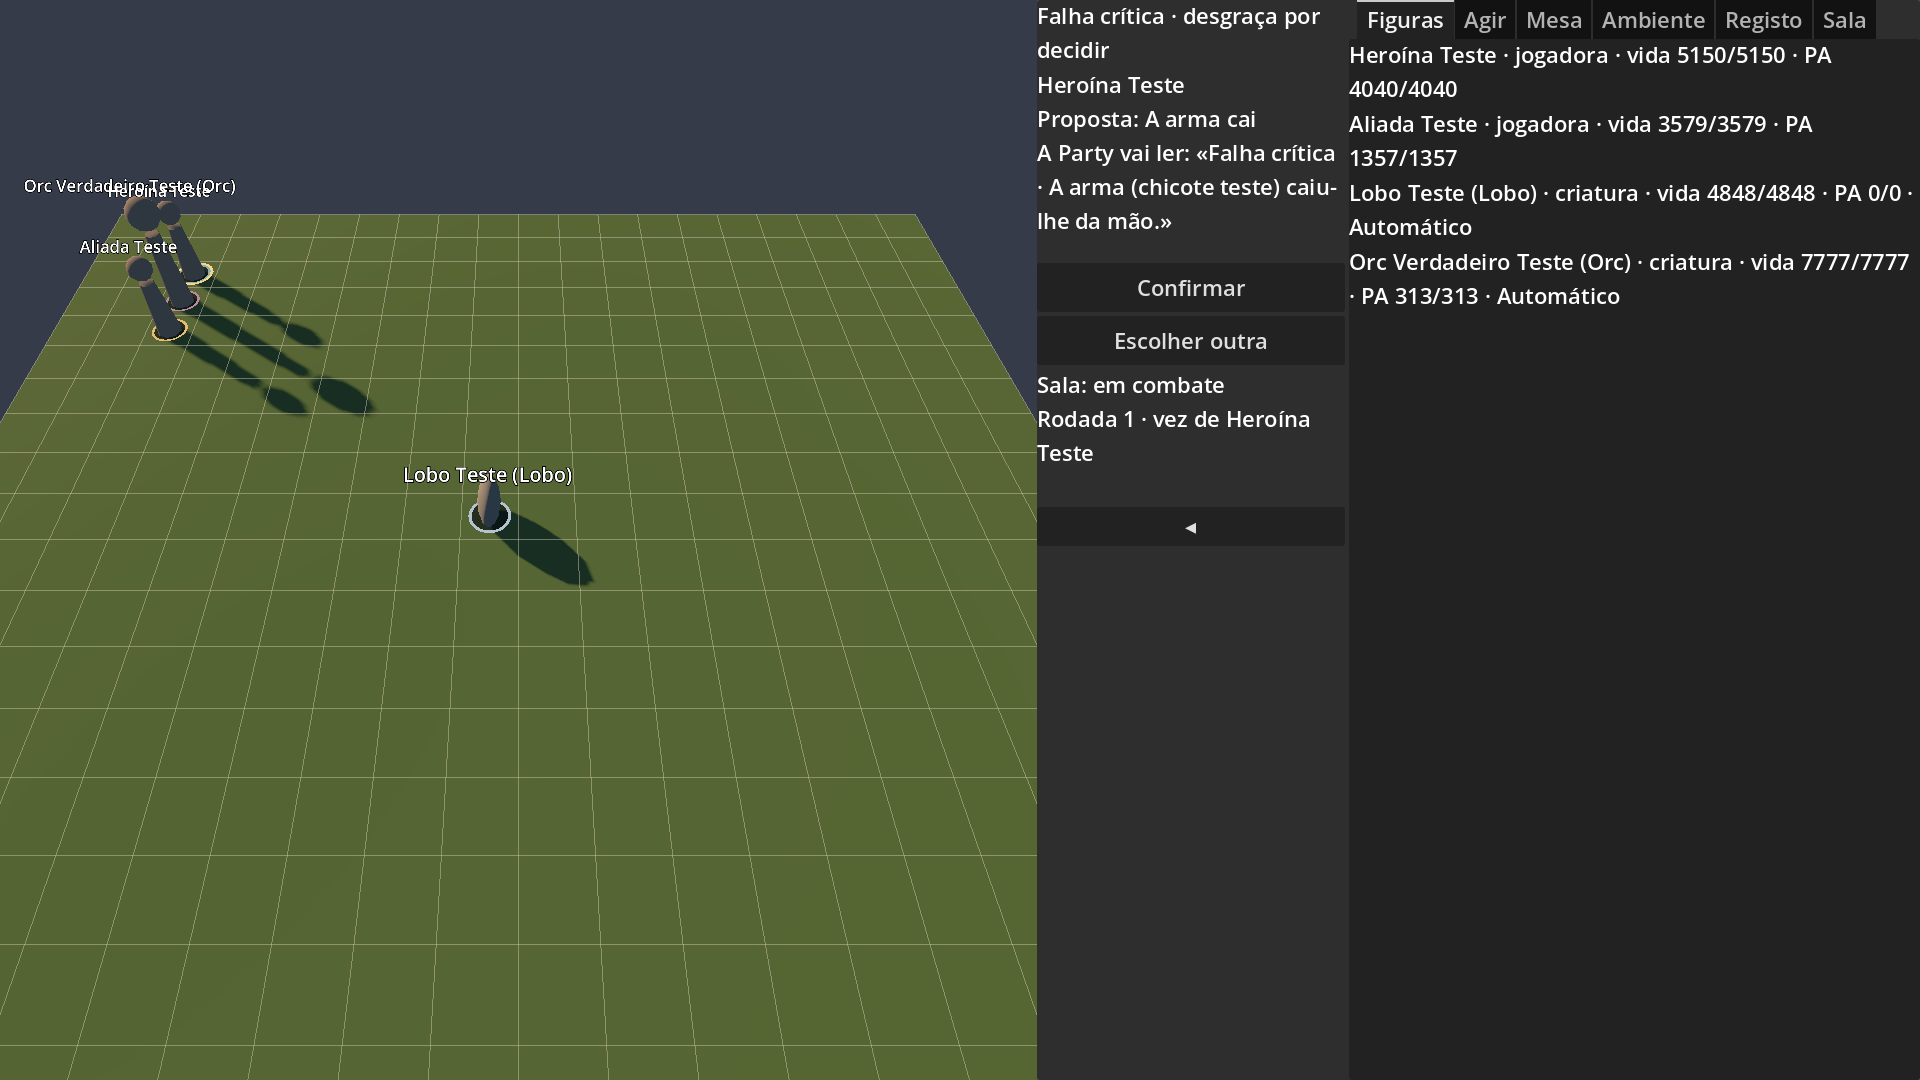 Orc Verdadeiro Teste (Orc)
Heroína Teste
Aliada Teste
Lobo Teste (Lobo)
Falha crítica · desgraça por
decidir
Heroína Teste
Proposta: A arma cai
A Party vai ler: «Falha crítica
· A arma (chicote teste) caiu-
lhe da mão.»
Confirmar
Escolher outra
Sala: em combate
Rodada 1 · vez de Heroína
Teste
◄
Figuras Agir Mesa Ambiente Registo Sala
Heroína Teste · jogadora · vida 5150/5150 · PA
4040/4040
Aliada Teste · jogadora · vida 3579/3579 · PA
1357/1357
Lobo Teste (Lobo) · criatura · vida 4848/4848 · PA 0/0 ·
Automático
Orc Verdadeiro Teste (Orc) · criatura · vida 7777/7777
· PA 313/313 · Automático